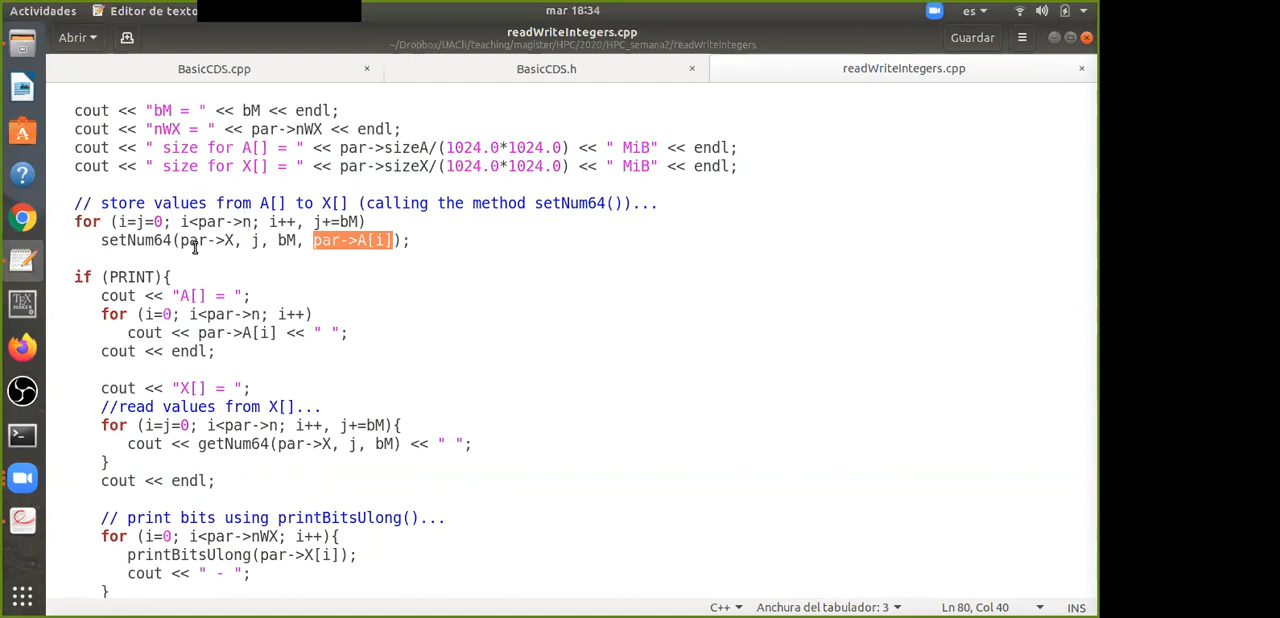 Actividades Editor de texto mar 18:34 es
Abrir readWriteIntegers.cpp Guardar
~/Dropbox/UACh/teaching/magister/HPC/2020/HPC_semana2/readWriteIntegers
BasicCDS.cpp × BasicCDS.h × readWriteIntegers.cpp ×
cout << "bM = " << bM << endl;
cout << "nWX = " << par->nWX << endl;
cout << " size for A[] = " << par->sizeA/(1024.0*1024.0) << " MiB" << endl;
cout << " size for X[] = " << par->sizeX/(1024.0*1024.0) << " MiB" << endl;
// store values from A[] to X[] (calling the method setNum64())...
for (i=j=0; i<par->n; i++, j+=bM)
setNum64(par->X, j, bM, par->A[i]);
if (PRINT){
cout << "A[] = ";
for (i=0; i<par->n; i++)
cout << par->A[i] << " ";
cout << endl;
cout << "X[] = ";
//read values from X[]...
for (i=j=0; i<par->n; i++, j+=bM){
cout << getNum64(par->X, j, bM) << " ";
}
cout << endl;
// print bits using printBitsUlong()...
for (i=0; i<par->nWX; i++){
printBitsUlong(par->X[i]);
cout << " - ";
}
C++ Anchura del tabulador: 3 Ln 80, Col 40 INS